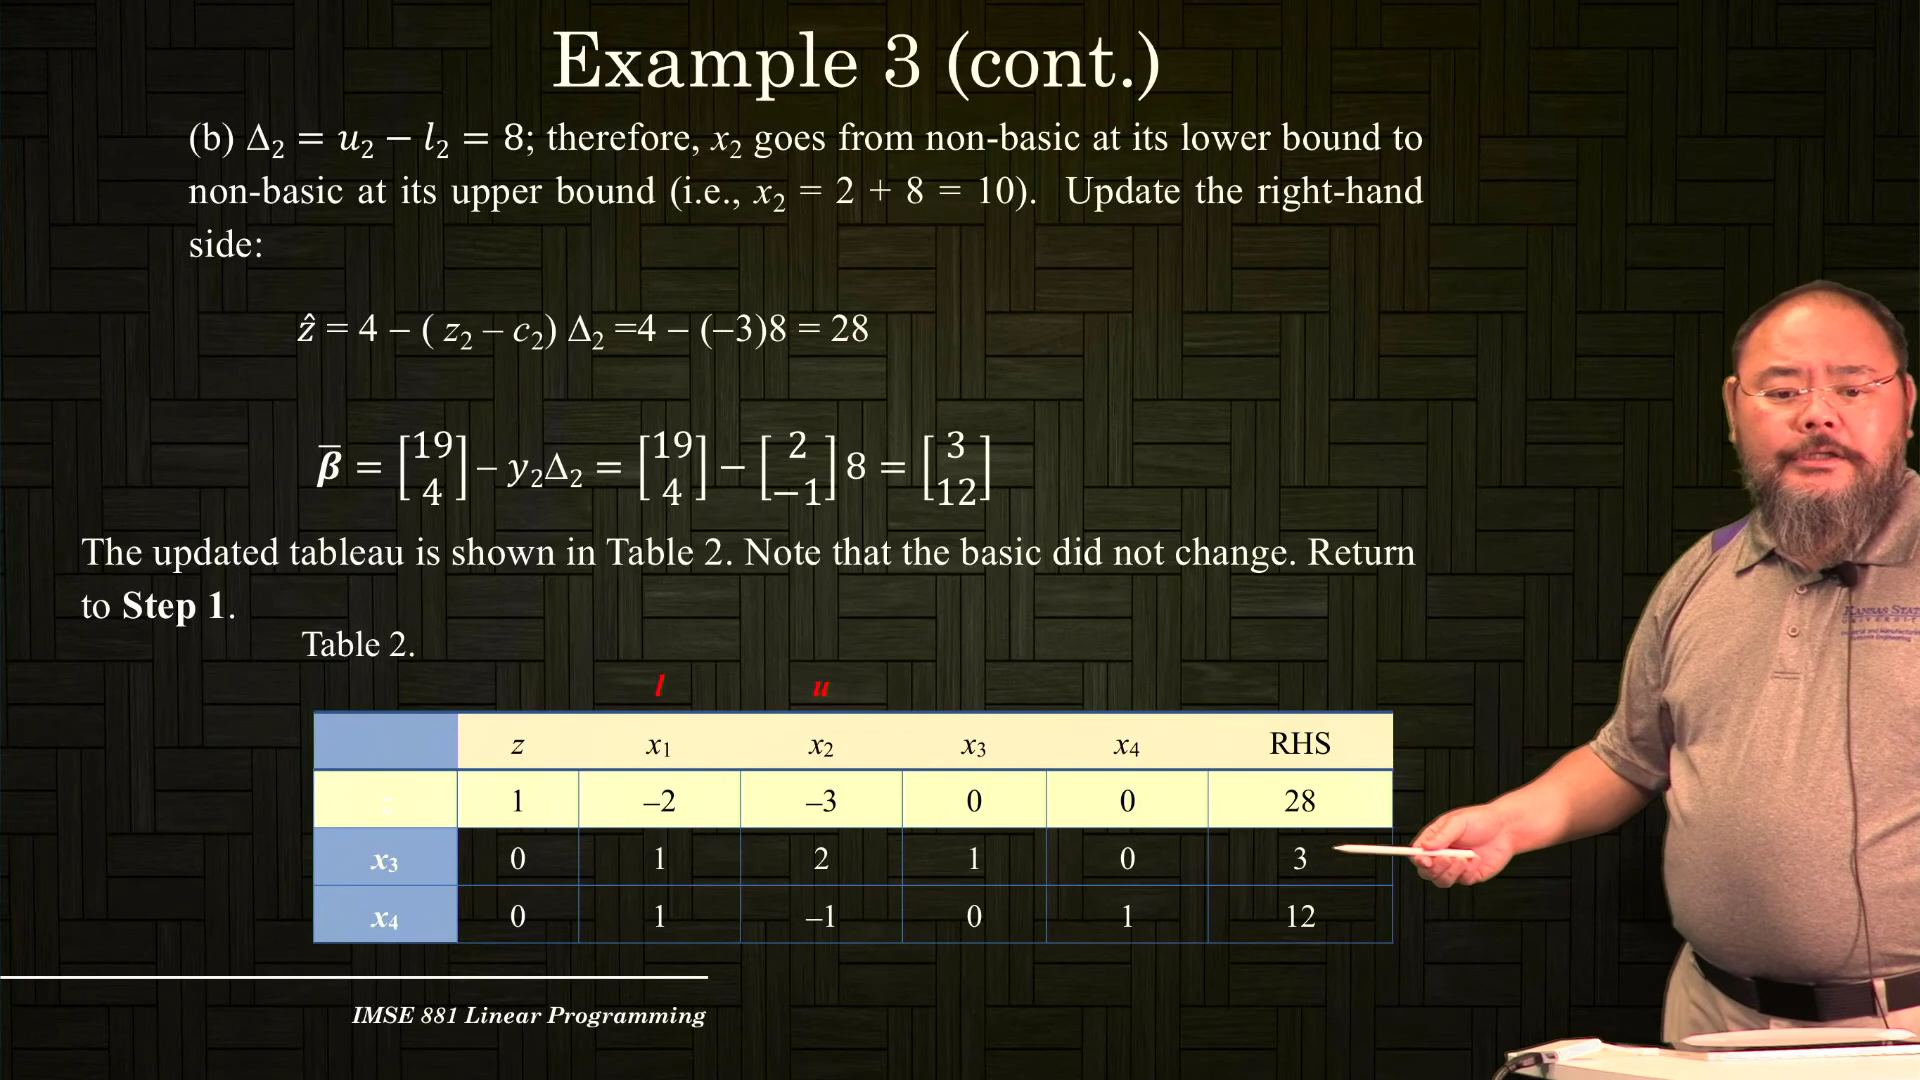 Example 3 (cont.)
(b) Δ₂ = u₂ − l₂ = 8; therefore, x₂ goes from non-basic at its lower bound to
non-basic at its upper bound (i.e., x₂ = 2 + 8 = 10). Update the right-hand
side:
ẑ = 4 – ( z₂ – c₂) Δ₂ =4 – (–3)8 = 28
β̅ = [19 4] – y₂Δ₂ = [19 4] − [2 −1] 8 = [3 12]
The updated tableau is shown in Table 2. Note that the basic did not change. Return
to Step 1.
Table 2.
l u
z x₁ x₂ x₃ x₄ RHS
z 1 –2 –3 0 0 28
x₃ 0 1 2 1 0 3
x₄ 0 1 –1 0 1 12
IMSE 881 Linear Programming
KANSAS STATE
UNIVERSITY